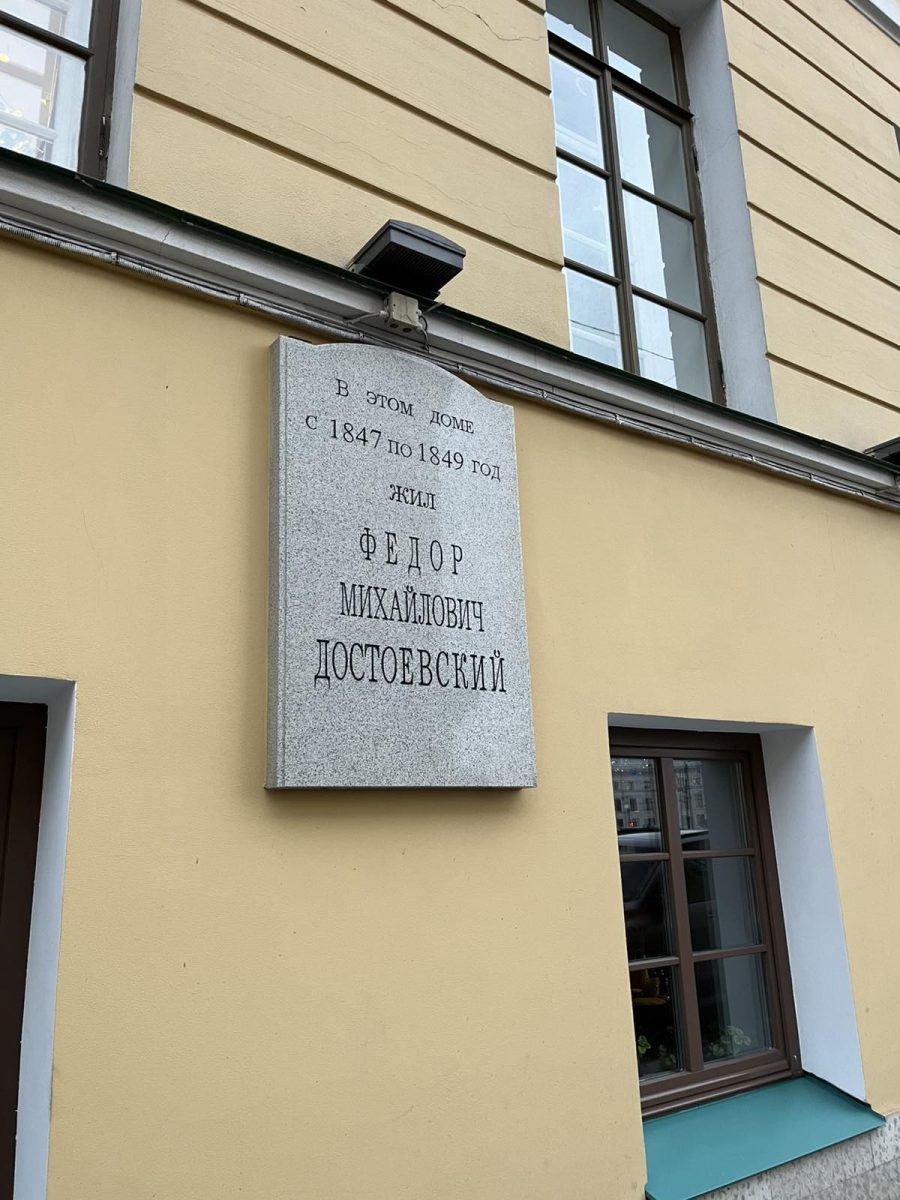 В ЭТОМ ДОМЕ
С 1847 ПО 1849 ГОД
ЖИЛ
ФЕДОР
МИХАЙЛОВИЧ
ДОСТОЕВСКИЙ